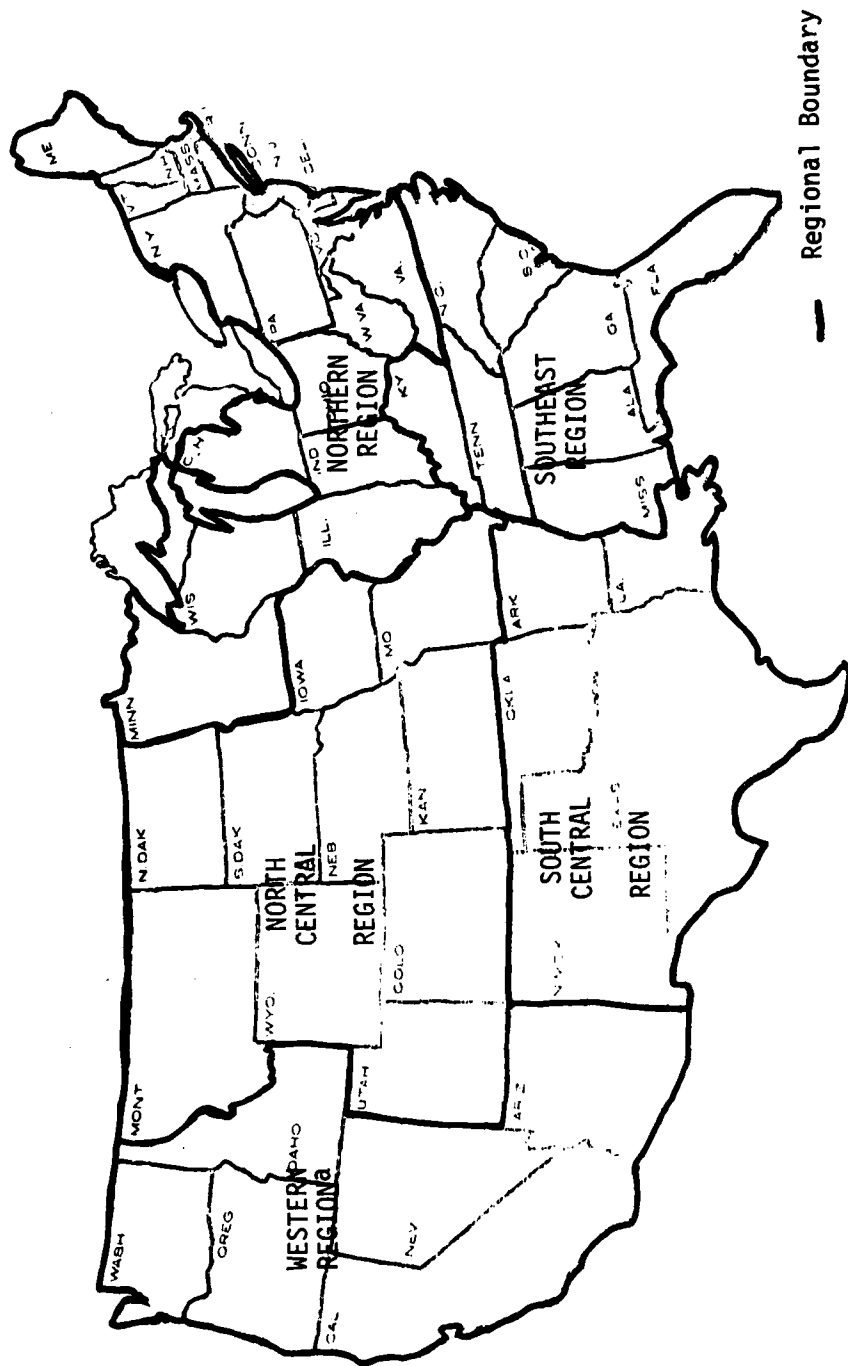 WASH
MONT
N.DAK
MINN
OREG
IDAHO
S.DAK
WIS
WYO.
NEB
IOWA
ILL.
IND
PA
NY
VT
NH
MASS
ME
CAL
NEV
UTAH
COLO
KAN
MO
KY
W.VA
VA.
ARIZ
OKLA
ARK
TENN
N.C.
S.C.
LA.
MISS
ALA
GA
FLA
WESTERN
REGIONa
NORTH
CENTRAL
REGION
NORTHERN
REGION
SOUTH
CENTRAL
REGION
SOUTHEAST
REGION
Regional Boundary